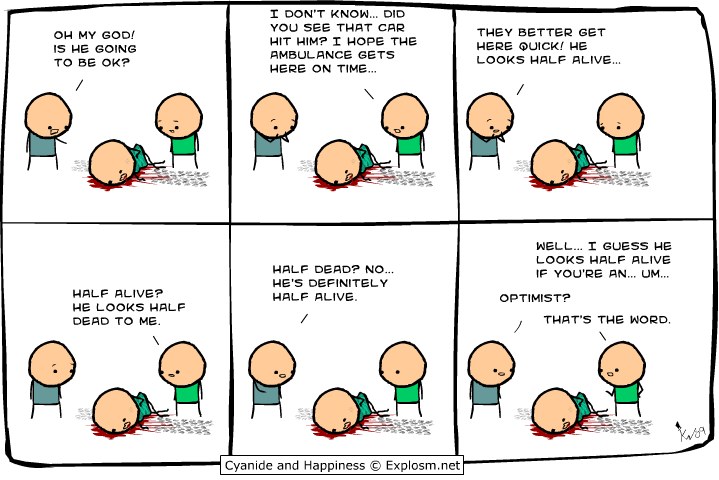 OH MY GOD!
IS HE GOING
TO BE OK?
I DON'T KNOW... DID
YOU SEE THAT CAR
HIT HIM? I HOPE THE
AMBULANCE GETS
HERE ON TIME...
THEY BETTER GET
HERE QUICK! HE
LOOKS HALF ALIVE...
HALF ALIVE?
HE LOOKS HALF
DEAD TO ME.
HALF DEAD? NO...
HE'S DEFINITELY
HALF ALIVE.
WELL... I GUESS HE
LOOKS HALF ALIVE
IF YOU'RE AN... UM...
OPTIMIST?
THAT'S THE WORD.
Cyanide and Happiness © Explosm.net